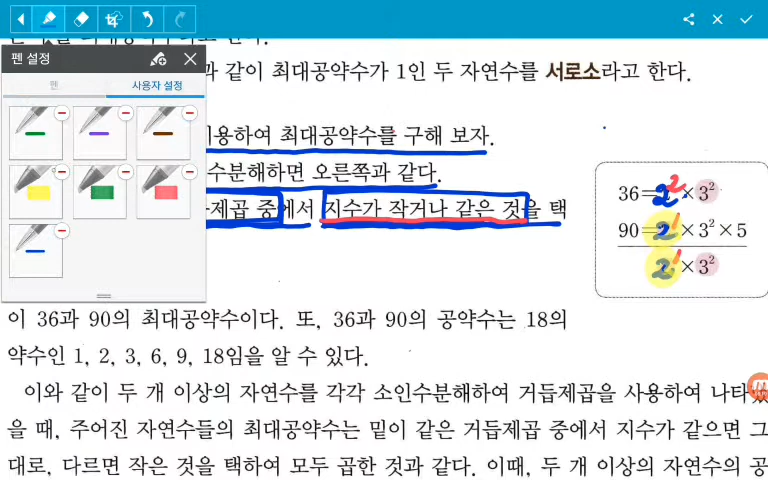 펜 설정
펜 사용자 설정
과 같이 최대공약수가 1인 두 자연수를 서로소라고 한다.
이용하여 최대공약수를 구해 보자.
수분해하면 오른쪽과 같다.
제곱 중에서 지수가 작거나 같은 것을 택
36=2² × 3²
90=2¹ × 3² × 5
2¹ × 3²
이 36과 90의 최대공약수이다. 또, 36과 90의 공약수는 18의
약수인 1, 2, 3, 6, 9, 18임을 알 수 있다.
이와 같이 두 개 이상의 자연수를 각각 소인수분해하여 거듭제곱을 사용하여 나타
을 때, 주어진 자연수들의 최대공약수는 밑이 같은 거듭제곱 중에서 지수가 같으면 그
대로, 다르면 작은 것을 택하여 모두 곱한 것과 같다. 이때, 두 개 이상의 자연수의 공